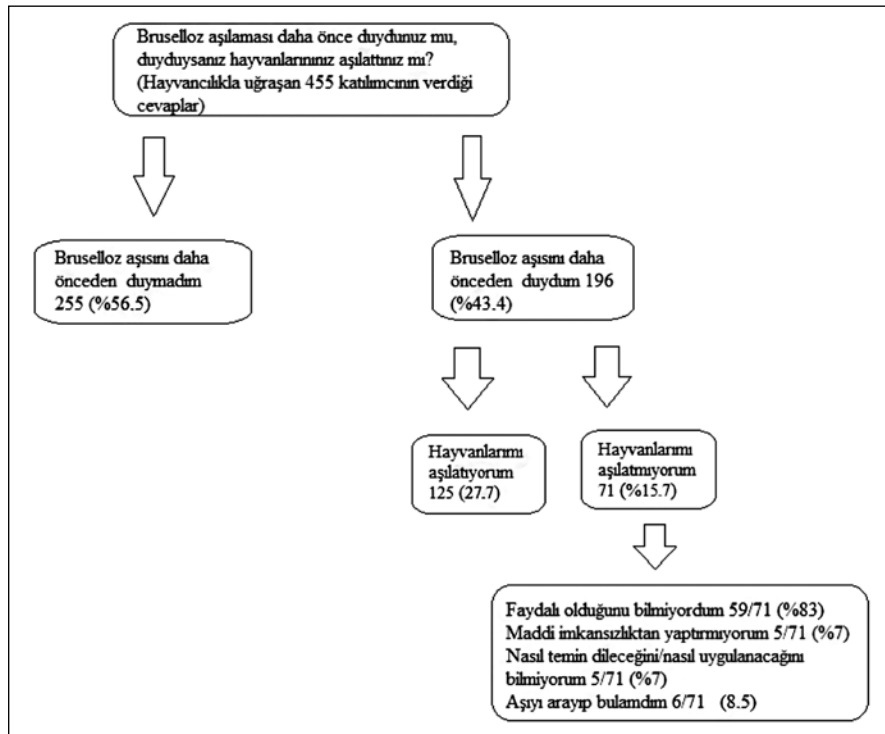 Bruselloz aşılaması daha önce duydunuz mu,
duyduysanız hayvanlarınınız aşılattınız mı?
(Hayvancılıkla uğraşan 455 katılımcının verdiği
cevaplar)
Bruselloz aşısını daha
önceden duymadım
255 (%56.5)
Bruselloz aşısını daha
önceden duydum 196
(%43.4)
Hayvanlarımı
aşılatıyorum
125 (27.7)
Hayvanlarımı
aşılatmıyorum
71 (%15.7)
Faydalı olduğunu bilmiyordum 59/71 (%83)
Maddi imkansızlıktan yaptırmıyorum 5/71 (%7)
Nasıl temin dileceğini/nasıl uygulanacağını
bilmiyorum 5/71 (%7)
Aşıyı arayıp bulamdım 6/71 (8.5)